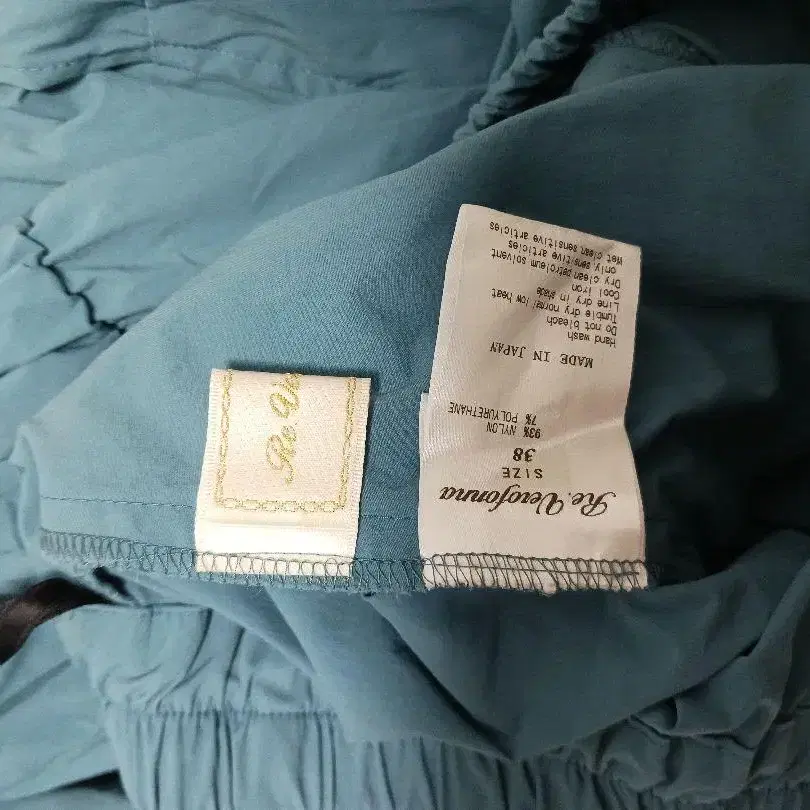 Re. Ve
Re. Verofonna
SIZE
38
93% NYLON
7% POLYURETHANE
MADE IN JAPAN
Hand wash
Do not bleach
Tumble dry normal low heat
Line dry in shade
Cool iron
Dry clean petroleum solvent
only sensitive articles
Wet clean sensitive articles